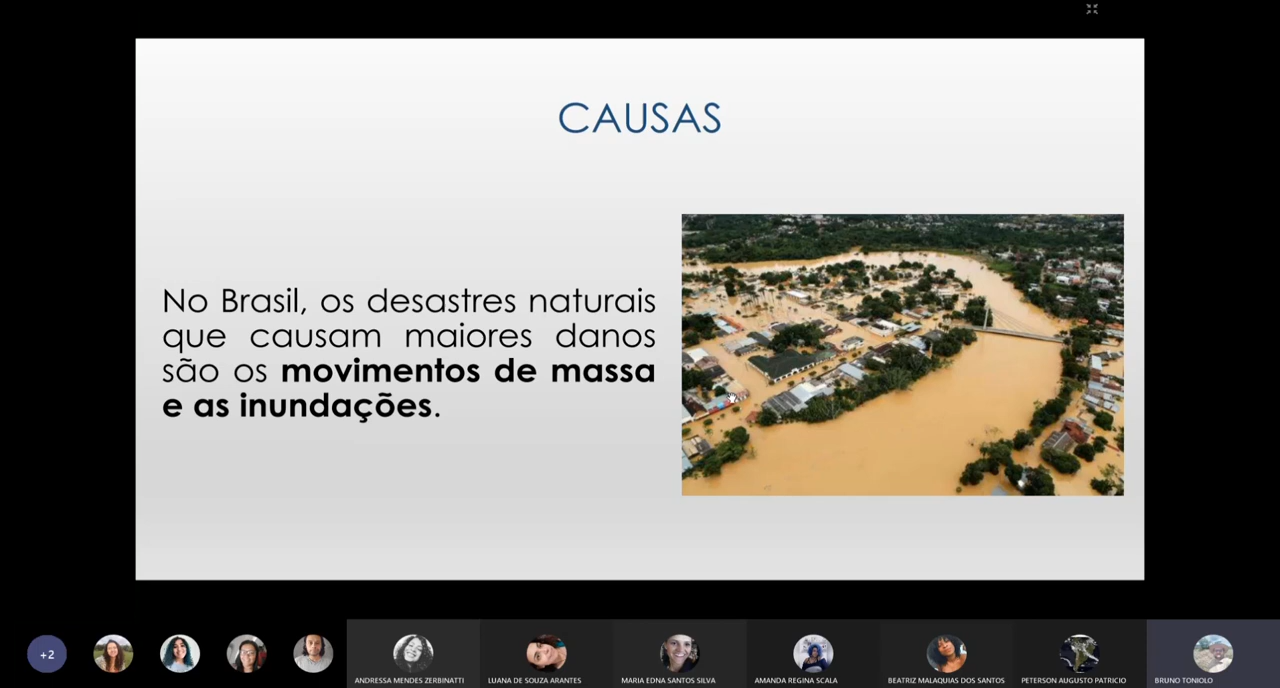 CAUSAS
No Brasil, os desastres naturais
que causam maiores danos
são os movimentos de massa
e as inundações.
+2
ANDRESSA MENDES ZERBINATTI
LUANA DE SOUZA ARANTES
MARIA EDNA SANTOS SILVA
AMANDA REGINA SCALA
BEATRIZ MALAQUIAS DOS SANTOS
PETERSON AUGUSTO PATRICIO
BRUNO TONIOLO